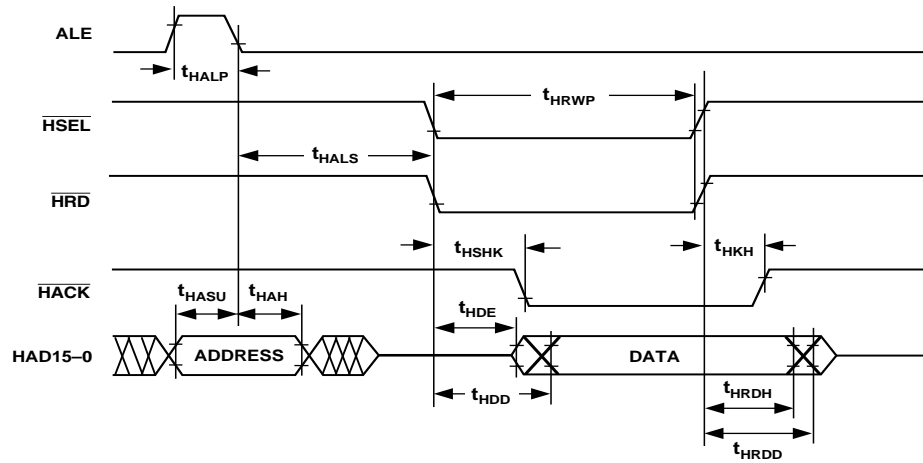 ALE
tHALP
HSEL
tHRWP
tHALS
HRD
tHSHK
tHKH
HACK
tHASU
tHAH
tHDE
HAD15–0
ADDRESS
DATA
tHDD
tHRDH
tHRDD